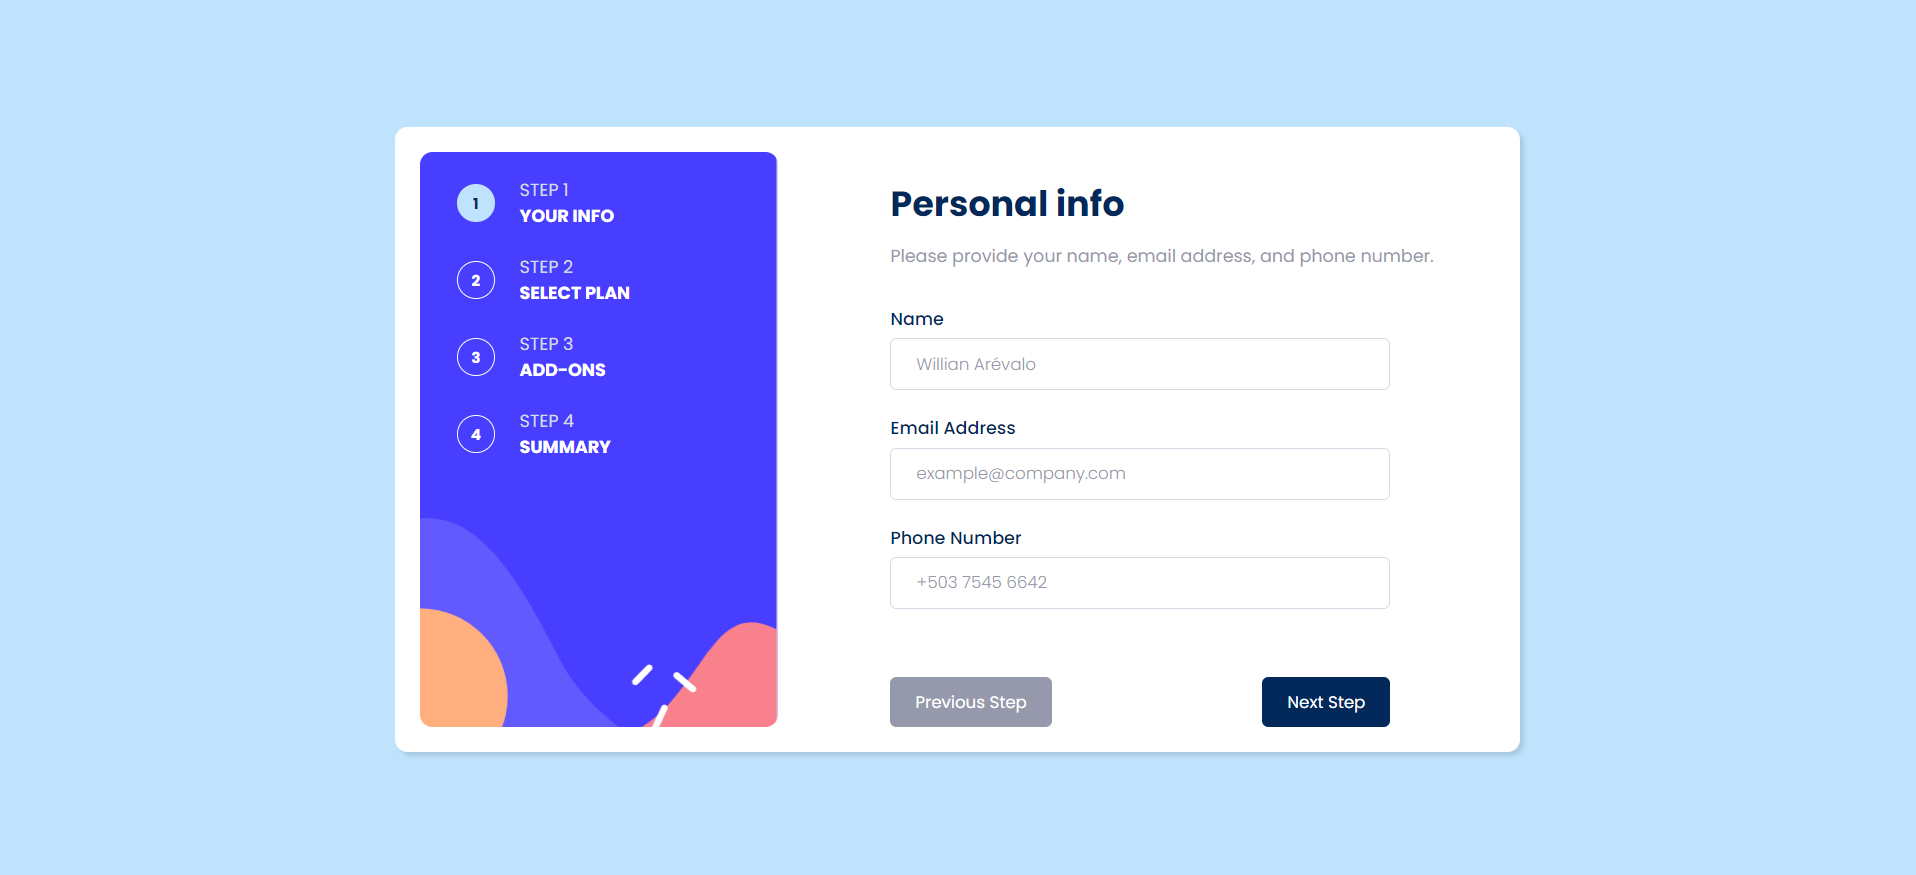 1
STEP 1
YOUR INFO
2
STEP 2
SELECT PLAN
3
STEP 3
ADD-ONS
4
STEP 4
SUMMARY
Personal info
Please provide your name, email address, and phone number.
Name
Willian Arévalo
Email Address
example@company.com
Phone Number
+503 7545 6642
Previous Step
Next Step